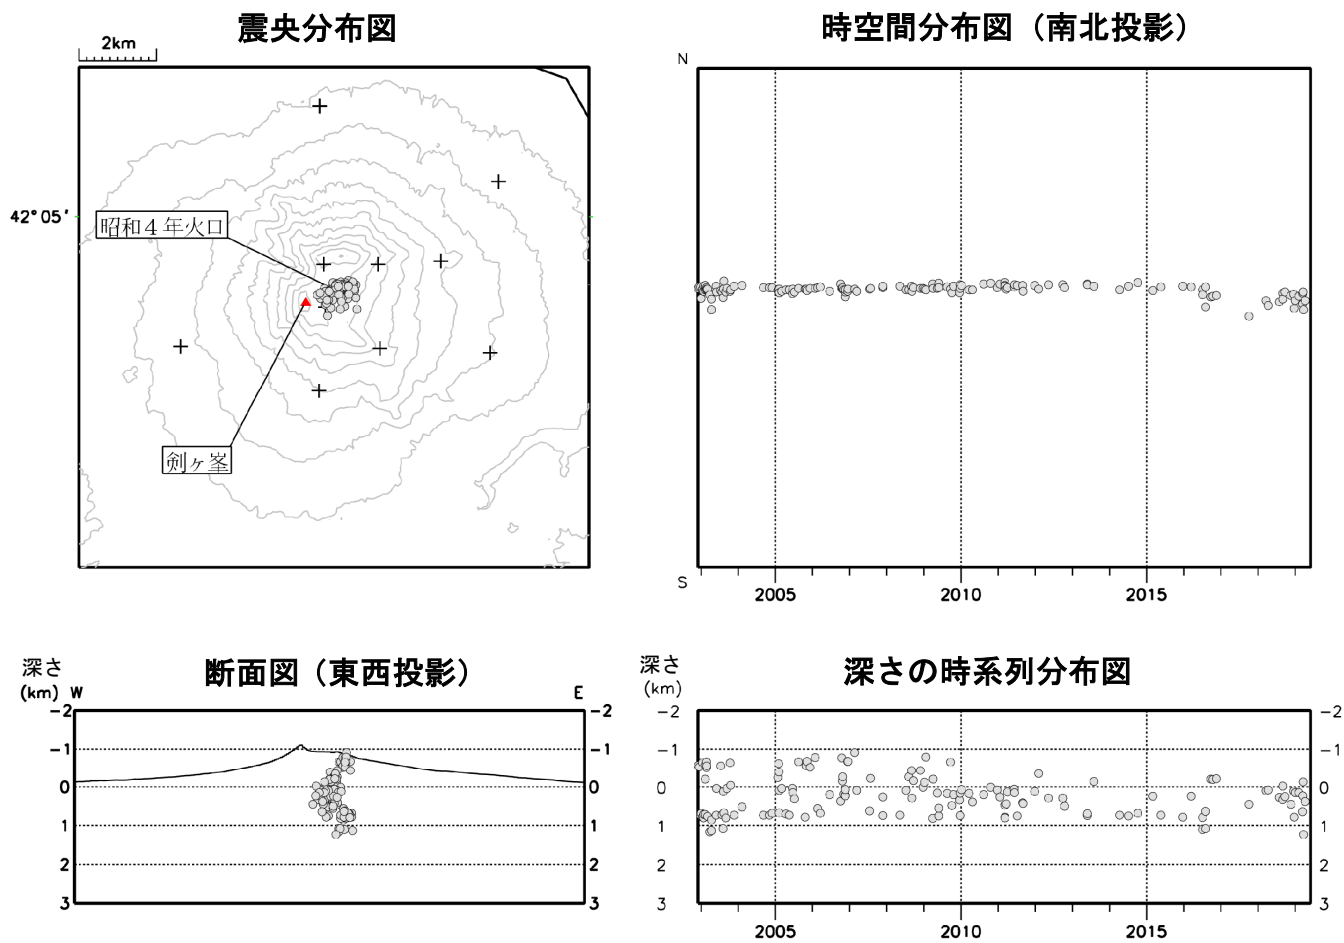 震央分布図
2km
42°05′
昭和４年火口
剣ヶ峯
時空間分布図（南北投影）
N
S
2005 2010 2015
断面図（東西投影）
深さ
(km) W E
-2 -2
-1 -1
0 0
1 1
2 2
3 3
深さの時系列分布図
深さ
(km)
-2 -2
-1 -1
0 0
1 1
2 2
3 3
2005 2010 2015